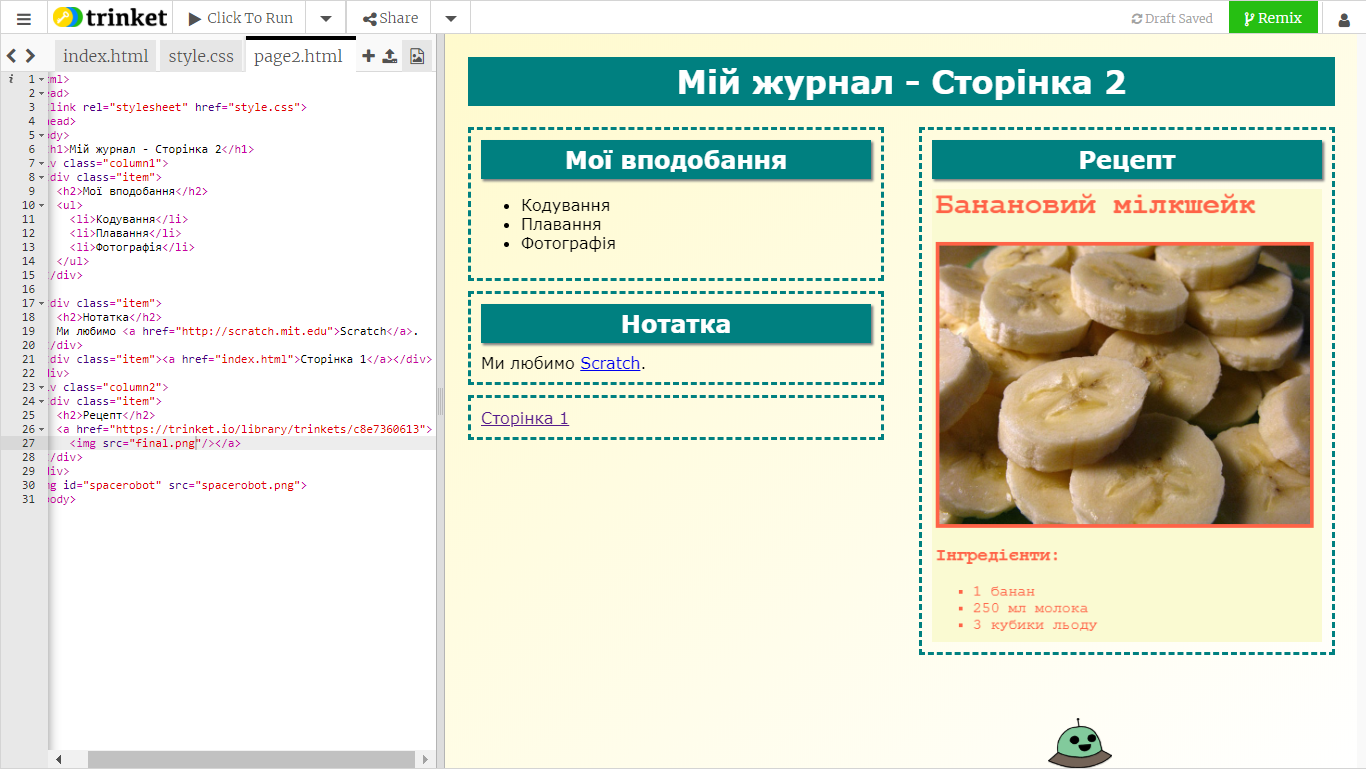 trinket
Click To Run
Share
Draft Saved
Remix
index.html
style.css
page2.html
i 1 tml>
2 ead>
3 link rel="stylesheet" href="style.css">
4 ead>
5 dy>
6 h1>Мій журнал - Сторінка 2</h1>
7 v class="column1">
8 div class="item">
9 <h2>Мої вподобання</h2>
10 <ul>
11 <li>Кодування</li>
12 <li>Плавання</li>
13 <li>Фотографія</li>
14 </ul>
15 /div>
16
17 div class="item">
18 <h2>Нотатка</h2>
19 Ми любимо <a href="http://scratch.mit.edu">Scratch</a>.
20 /div>
21 div class="item"><a href="index.html">Сторінка 1</a></div>
22 div>
23 v class="column2">
24 div class="item">
25 <h2>Рецепт</h2>
26 <a href="https://trinket.io/library/trinkets/c8e7360613">
27 <img src="final.png"/></a>
28 /div>
29 div>
30 mg id="spacerobot" src="spacerobot.png">
31 body>
Мій журнал - Сторінка 2
Мої вподобання
Кодування
Плавання
Фотографія
Нотатка
Ми любимо Scratch.
Сторінка 1
Рецепт
Банановий мілкшейк
Інгредієнти:
1 банан
250 мл молока
3 кубики льоду